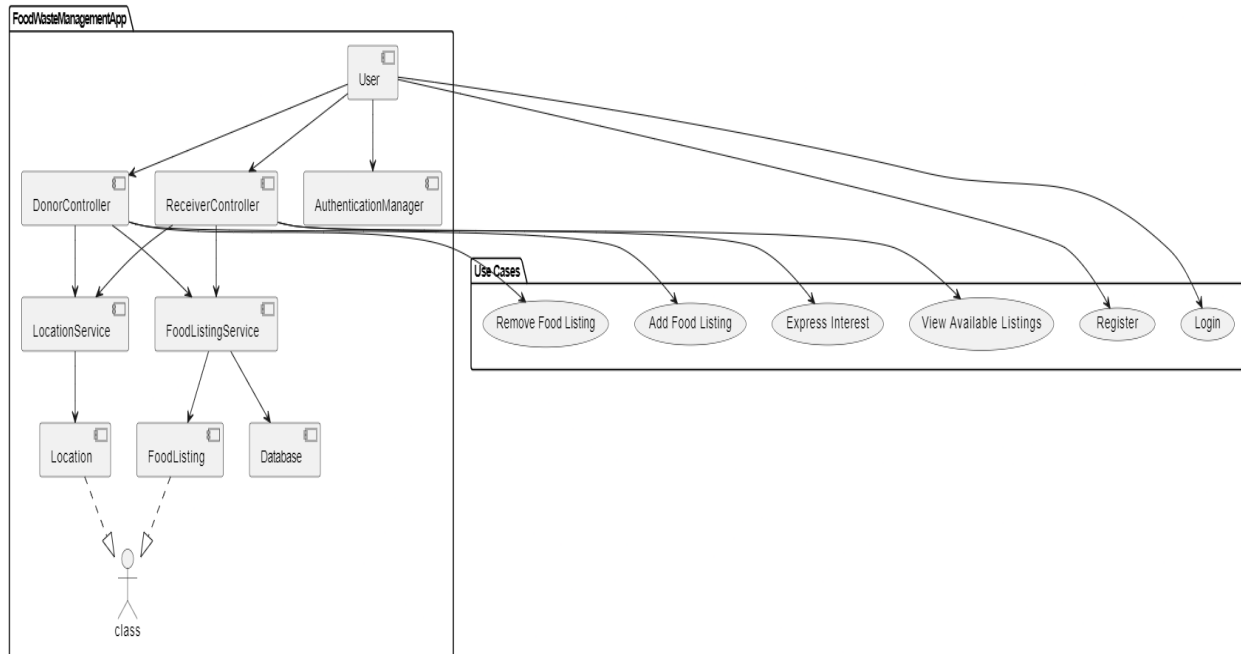 FoodWasteManagementApp
User
DonorController
ReceiverController
AuthenticationManager
Use Cases
Remove Food Listing
Add Food Listing
Express Interest
View Available Listings
Register
Login
LocationService
FoodListingService
Location
FoodListing
Database
class